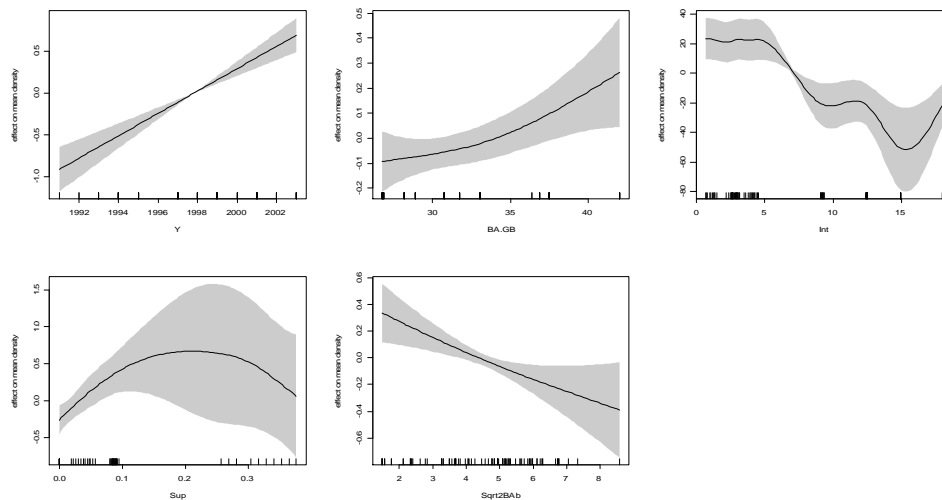 effect on mean density
0.5
0.0
-0.5
-1.0
1992 1994 1996 1998 2000 2002
Y
effect on mean density
0.5
0.4
0.3
0.2
0.1
0.0
-0.1
-0.2
30 35 40
BA.GB
effect on mean density
40
20
0
-20
-40
-60
-80
0 5 10 15
Int
effect on mean density
1.5
1.0
0.5
0.0
-0.5
0.0 0.1 0.2 0.3
Sup
effect on mean density
0.6
0.4
0.2
0.0
-0.2
-0.4
-0.6
2 3 4 5 6 7 8
Sqrt2BAb